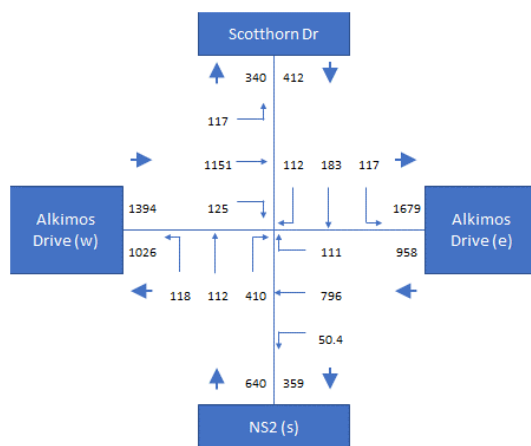 Scotthorn Dr
340 412
117
1151 112 183 117
1394 125 1679
Alkimos
Drive (w)
Alkimos
Drive (e)
1026 111 958
118 112 410 796
50.4
640 359
NS2 (s)